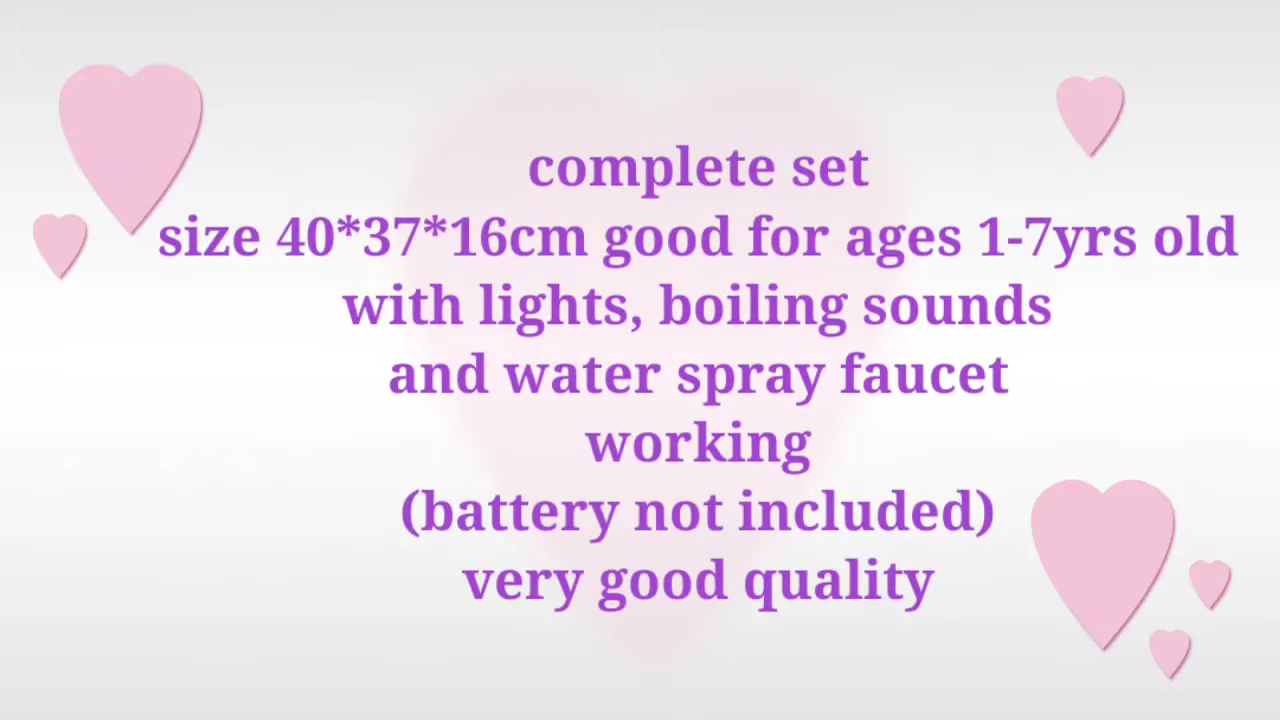 complete set
size 40*37*16cm good for ages 1-7yrs old
with lights, boiling sounds
and water spray faucet
working
(battery not included)
very good quality